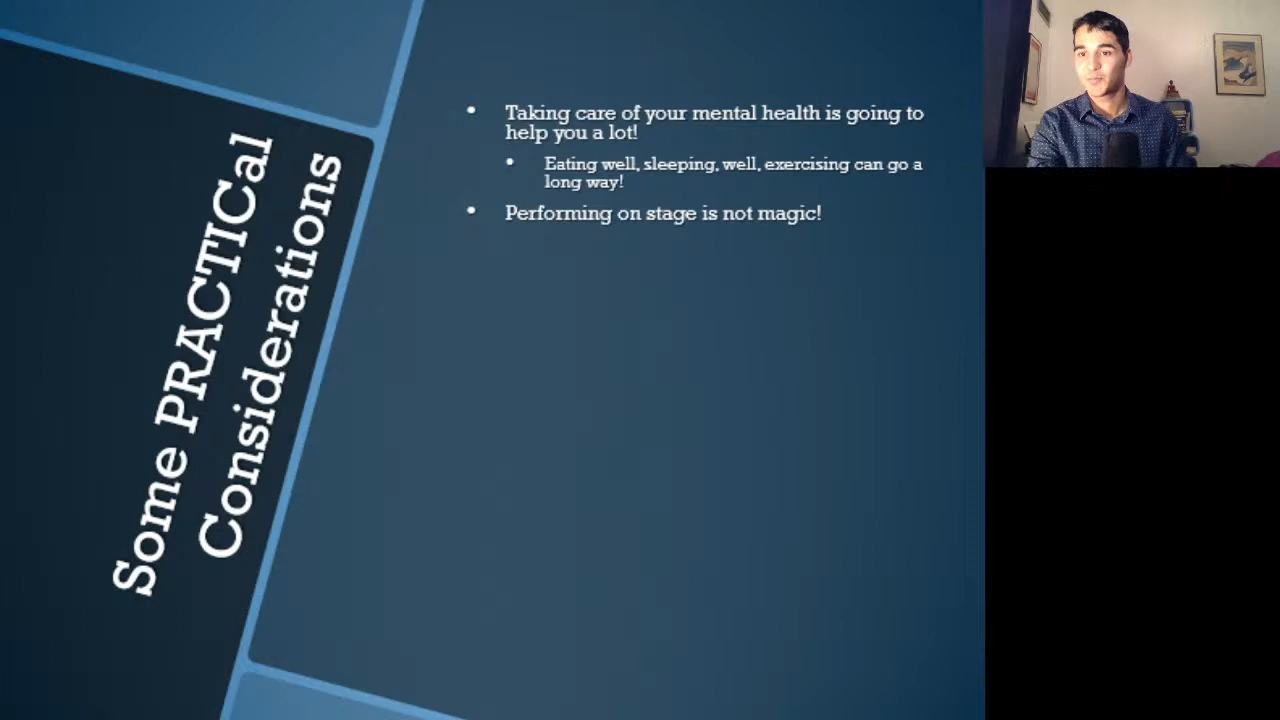 Some PRACTICal
Considerations
• Taking care of your mental health is going to
help you a lot!
• Eating well, sleeping, well, exercising can go a
long way!
• Performing on stage is not magic!